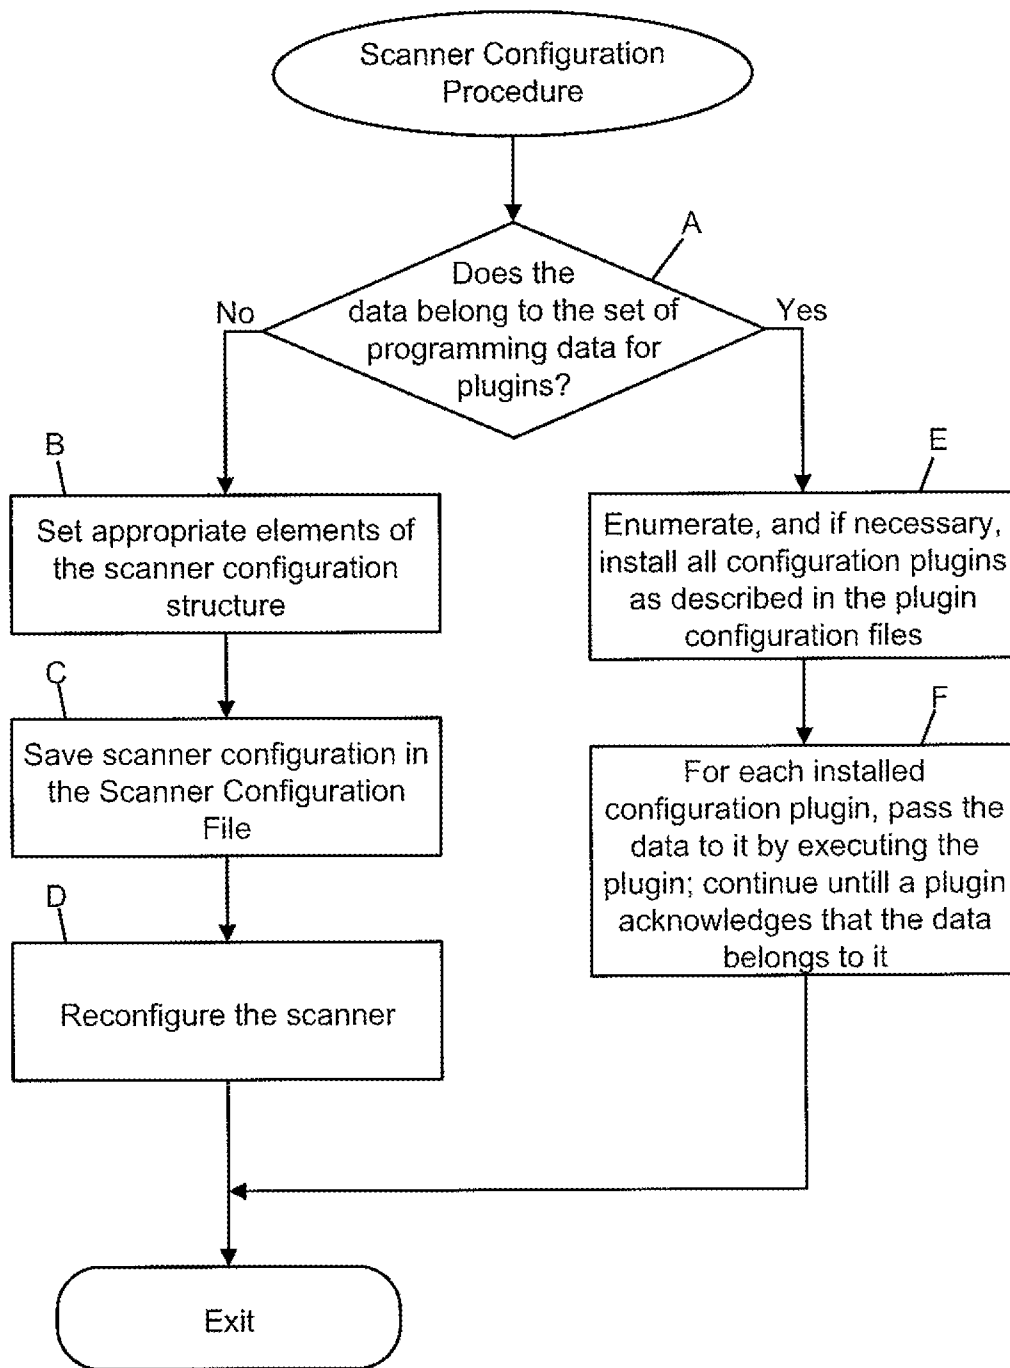 Scanner Configuration
Procedure
A
Does the
data belong to the set of
programming data for
plugins?
No
Yes
B
Set appropriate elements of
the scanner configuration
structure
C
Save scanner configuration in
the Scanner Configuration
File
D
Reconfigure the scanner
E
Enumerate, and if necessary,
install all configuration plugins
as described in the plugin
configuration files
F
For each installed
configuration plugin, pass the
data to it by executing the
plugin; continue untill a plugin
acknowledges that the data
belongs to it
Exit